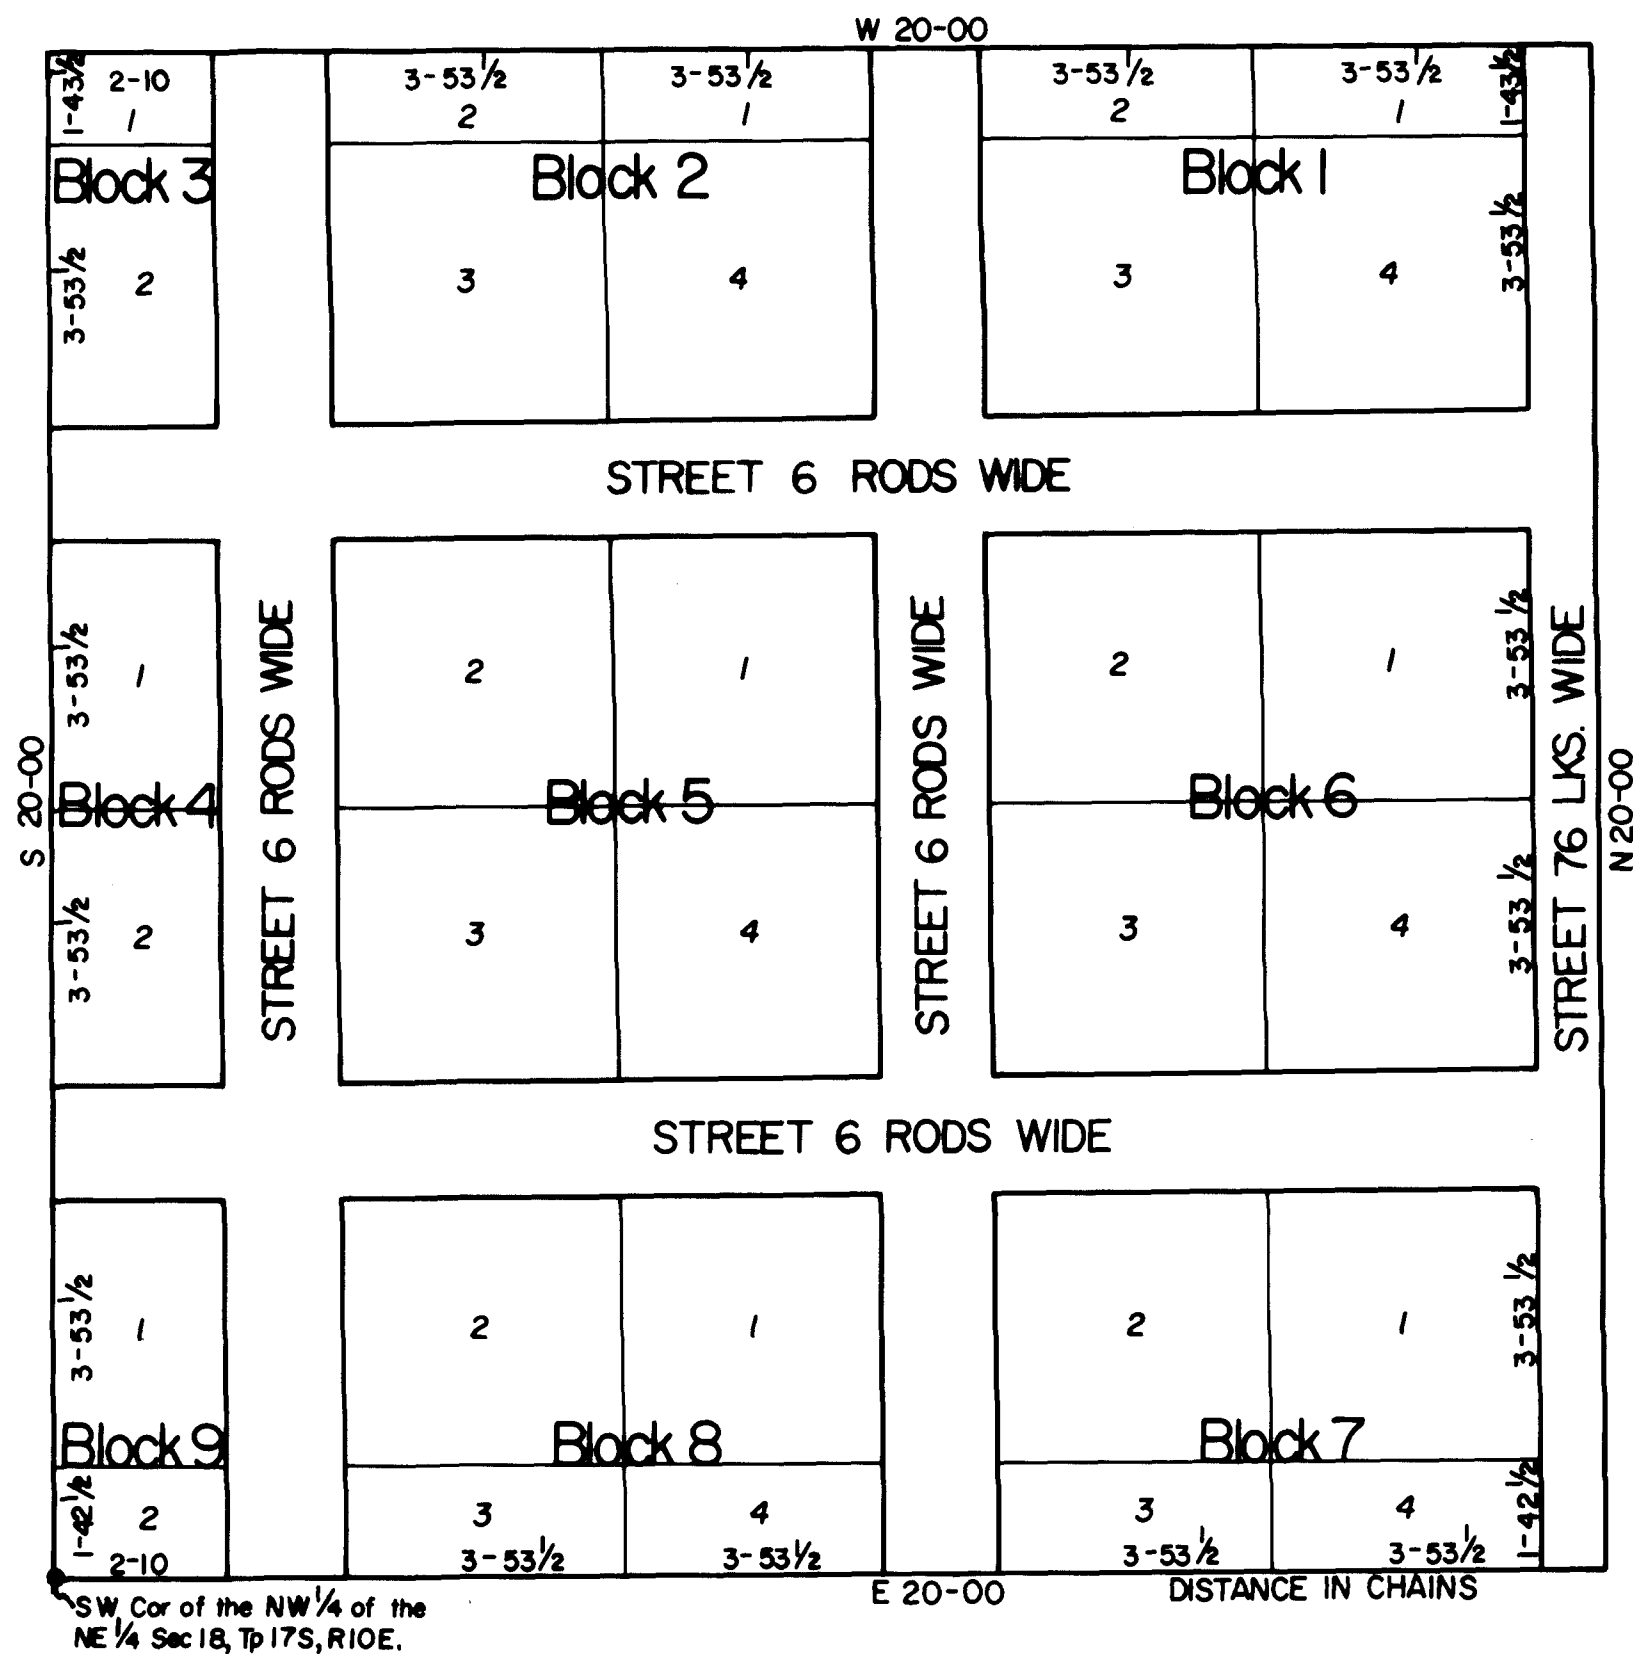 W 20-00
1-43½ 2-10 3-53½ 3-53½ 3-53½ 3-53½ 1-43½
1 2 1 2 1
Block 3 Block 2 Block 1
3-53½ 2 3 4 3 4 3-53½
STREET 6 RODS WIDE
3-53½ 1 2 1 2 1 3-53½
STREET 6 RODS WIDE
STREET 6 RODS WIDE
STREET 76 LKS. WIDE
S 20-00
N 20-00
Block 4 Block 5 Block 6
3-53½ 2 3 4 3 4 3-53½
STREET 6 RODS WIDE
3-53½ 1 2 1 2 1 3-53½
Block 9 Block 8 Block 7
1-42½ 2 3 4 3 4 1-42½
2-10 3-53½ 3-53½ 3-53½ 3-53½
E 20-00 DISTANCE IN CHAINS
SW Cor of the NW ¼ of the
NE ¼ Sec 18, Tp 17S, R10E.